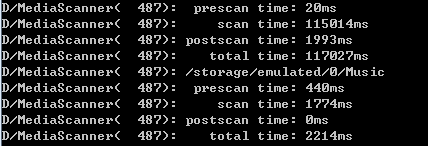 D/MediaScanner(  487):  prescan time: 20ms
D/MediaScanner(  487):     scan time: 115014ms
D/MediaScanner(  487): postscan time: 1993ms
D/MediaScanner(  487):    total time: 117027ms
D/MediaScanner(  487): /storage/emulated/0/Music
D/MediaScanner(  487):  prescan time: 440ms
D/MediaScanner(  487):     scan time: 1774ms
D/MediaScanner(  487): postscan time: 0ms
D/MediaScanner(  487):    total time: 2214ms